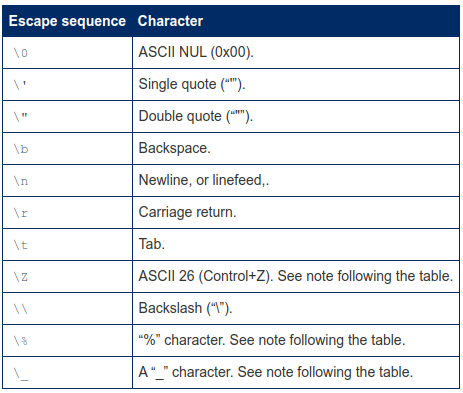 Escape sequence Character
\0 ASCII NUL (0x00).
\' Single quote (“'”).
\" Double quote (“"”).
\b Backspace.
\n Newline, or linefeed,.
\r Carriage return.
\t Tab.
\Z ASCII 26 (Control+Z). See note following the table.
\\ Backslash (“\”).
\% “%” character. See note following the table.
\_ A “_” character. See note following the table.